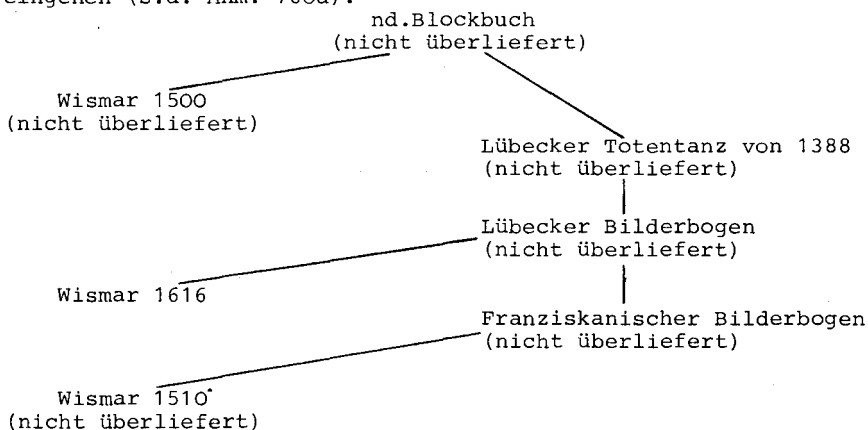 eingehen (s.d. Anm.
nd.Blockbuch
(nicht überliefert)
Wismar 1500
(nicht überliefert)
Lübecker Totentanz von 1388
(nicht überliefert)
Lübecker Bilderbogen
(nicht überliefert)
Wismar 1616
Franziskanischer Bilderbogen
(nicht überliefert)
Wismar 1510
(nicht überliefert)